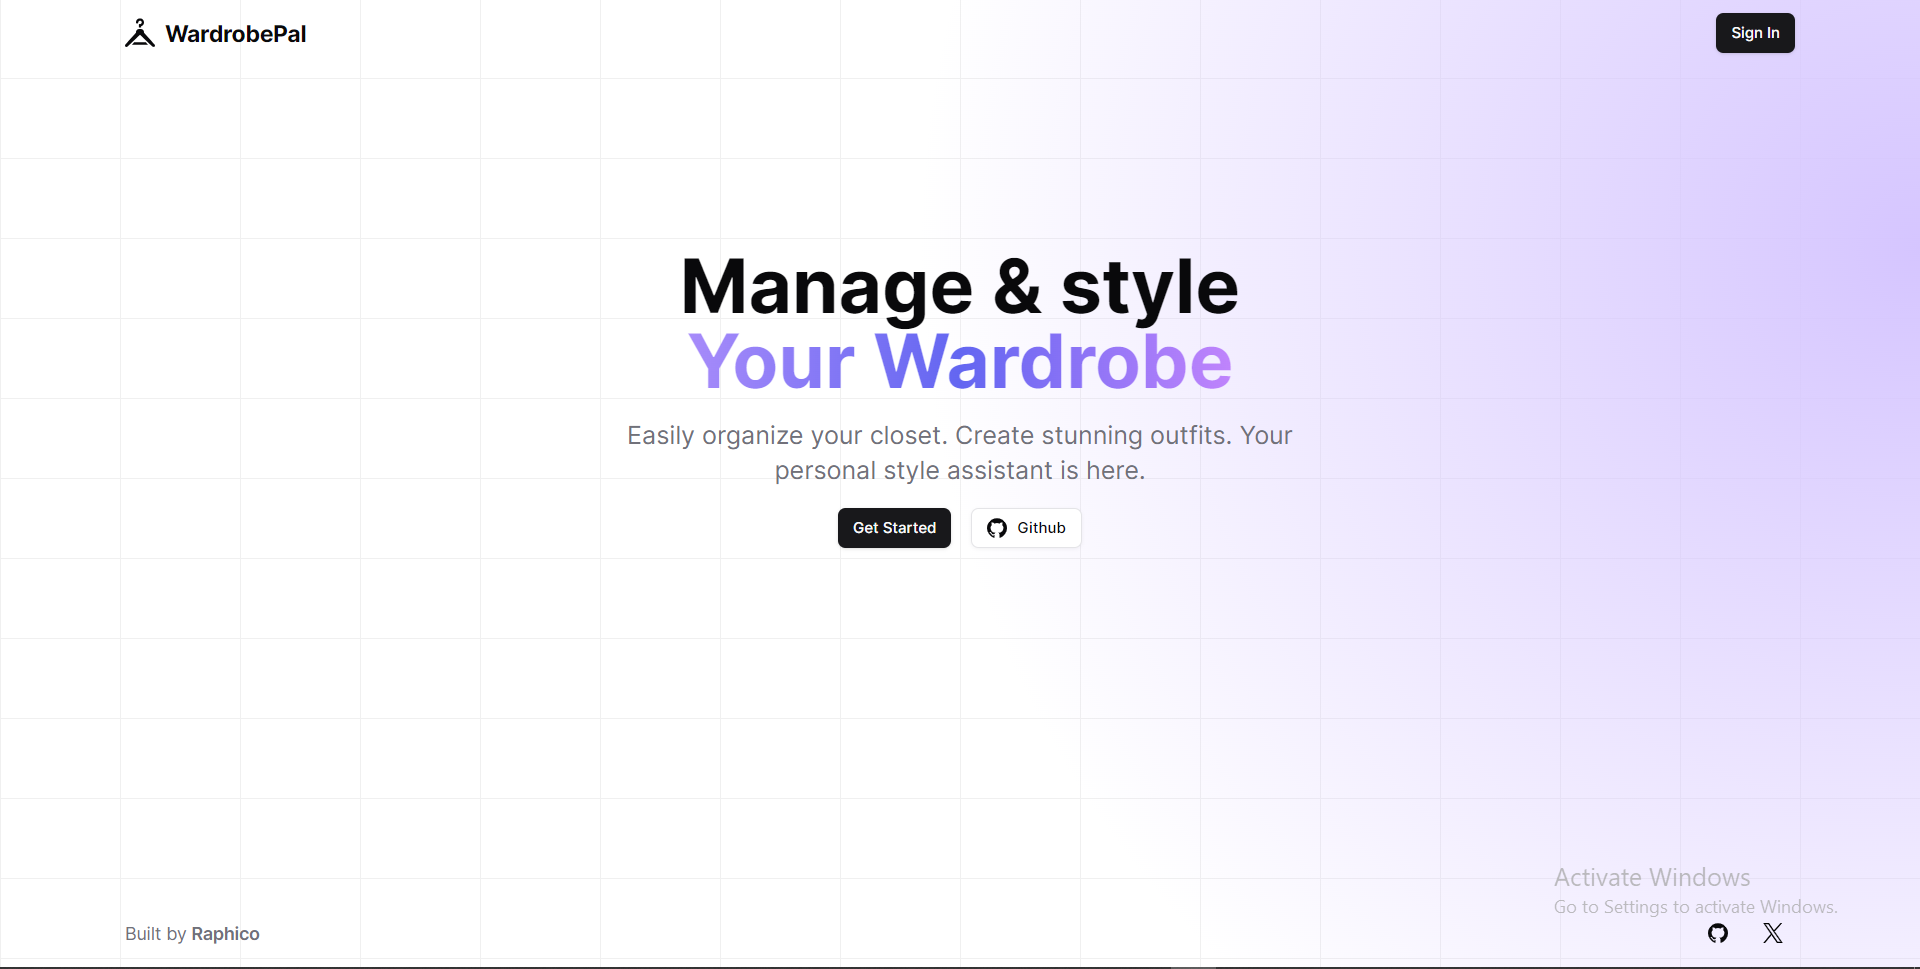 WardrobePal
Sign In
Manage & style
Your Wardrobe
Easily organize your closet. Create stunning outfits. Your
personal style assistant is here.
Get Started
Github
Activate Windows
Go to Settings to activate Windows.
Built by Raphico